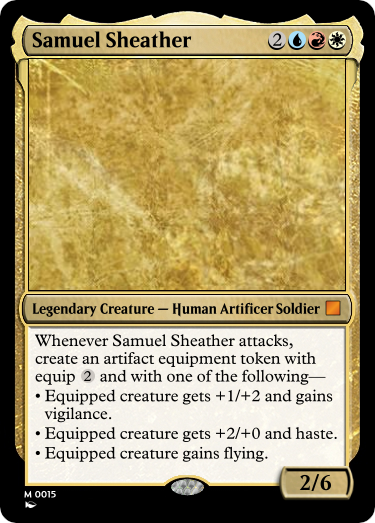 Samuel Sheather 2
Legendary Creature — Human Artificer Soldier
Whenever Samuel Sheather attacks,
create an artifact equipment token with
equip 2 and with one of the following—
• Equipped creature gets +1/+2 and gains
vigilance.
• Equipped creature gets +2/+0 and haste.
• Equipped creature gains flying.
2/6
M 0015